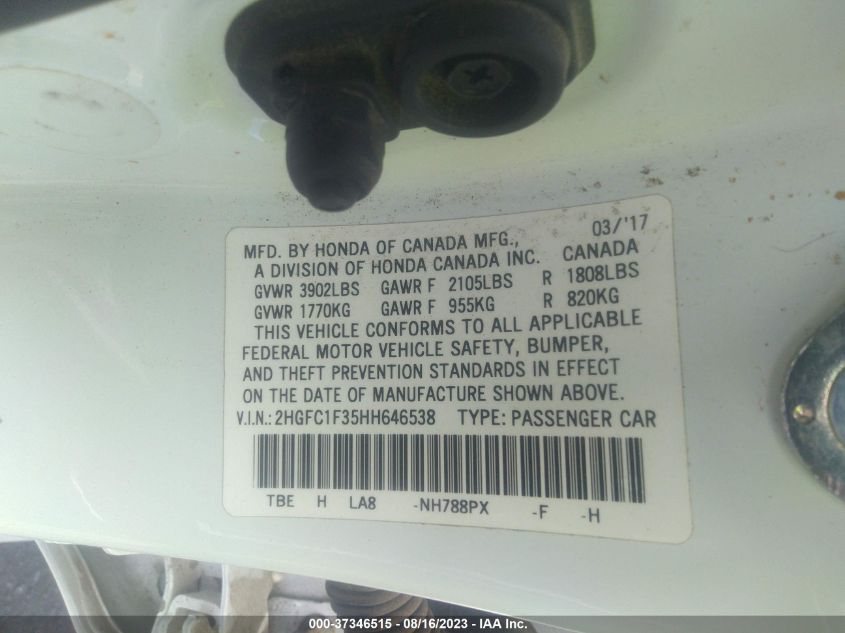 03/'17
MFD. BY HONDA OF CANADA MFG.,
A DIVISION OF HONDA CANADA INC. CANADA
GVWR 3902LBS GAWR F 2105LBS R 1808LBS
GVWR 1770KG GAWR F 955KG R 820KG
THIS VEHICLE CONFORMS TO ALL APPLICABLE
FEDERAL MOTOR VEHICLE SAFETY, BUMPER,
AND THEFT PREVENTION STANDARDS IN EFFECT
ON THE DATE OF MANUFACTURE SHOWN ABOVE.
V.I.N.: 2HGFC1F35HH646538 TYPE: PASSENGER CAR
TBE H LA8 -NH788PX -F -H
000-37346515 - 08/16/2023 - IAA Inc.